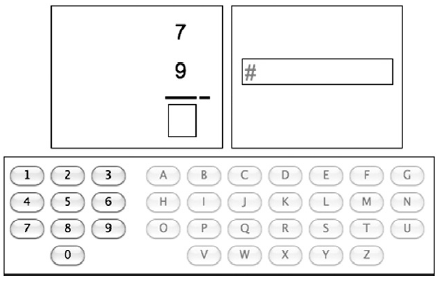 7
9
-
#
1 2 3 A B C D E F G
4 5 6 H I J K L M N
7 8 9 O P Q R S T U
0 V W X Y Z